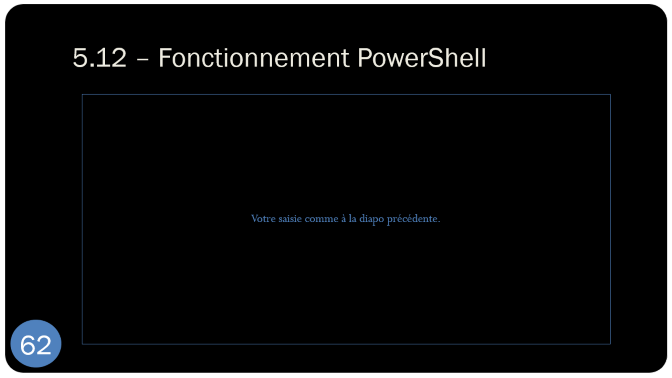 5.12 – Fonctionnement PowerShell
Votre saisie comme à la diapo précédente.
62